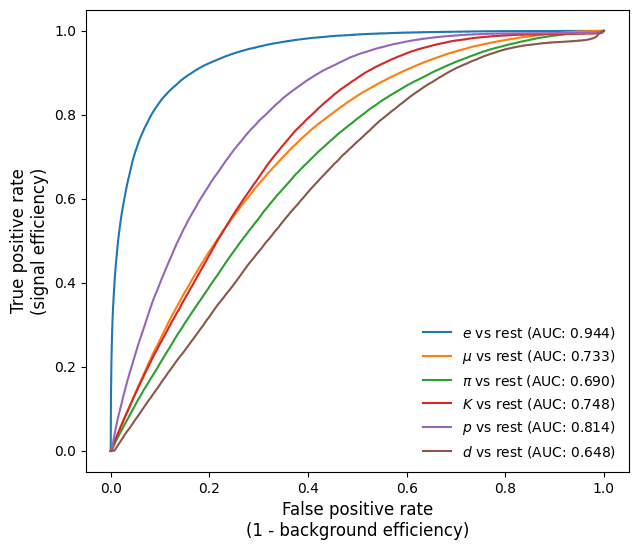 True positive rate
(signal efficiency)
1.0
0.8
0.6
0.4
0.2
0.0
e vs rest (AUC: 0.944)
μ vs rest (AUC: 0.733)
π vs rest (AUC: 0.690)
K vs rest (AUC: 0.748)
p vs rest (AUC: 0.814)
d vs rest (AUC: 0.648)
0.0 0.2 0.4 0.6 0.8 1.0
False positive rate
(1 - background efficiency)